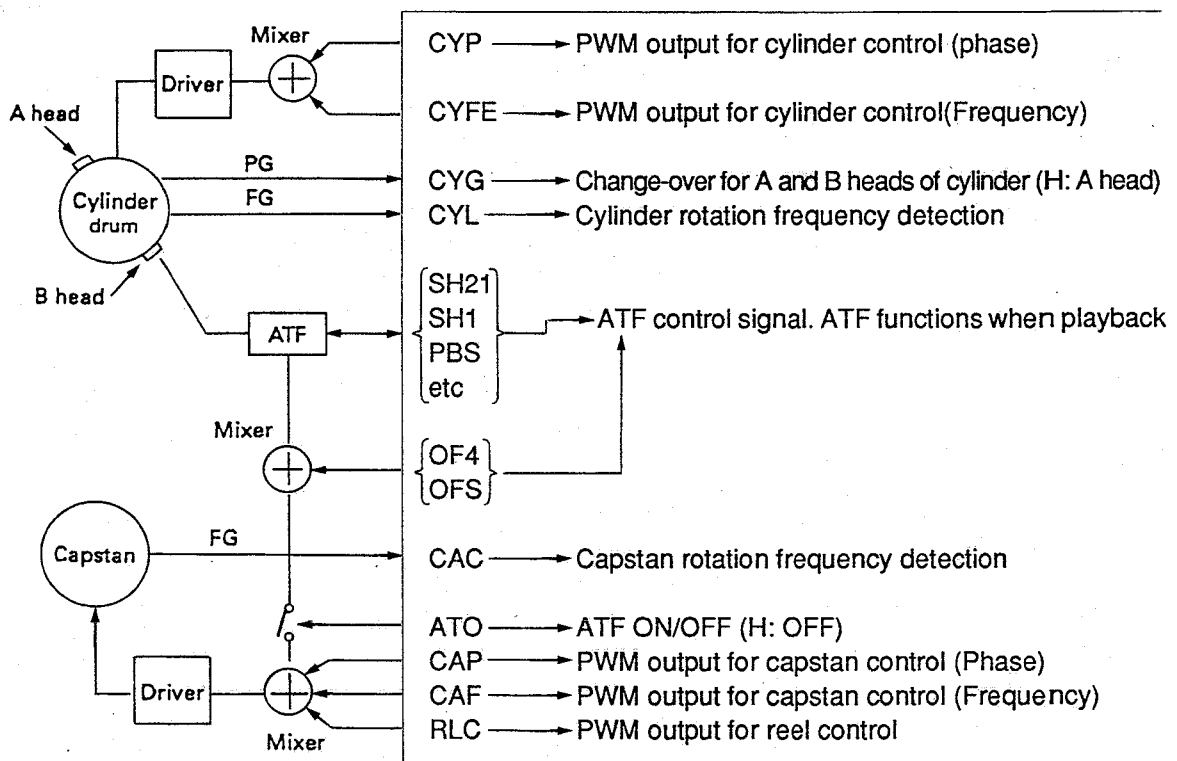 Mixer
CYP PWM output for cylinder control (phase)
Driver
CYFE PWM output for cylinder control(Frequency)
A head
PG
CYG Change-over for A and B heads of cylinder (H: A head)
Cylinder
drum
FG
CYL Cylinder rotation frequency detection
B head
ATF
SH21
SH1
PBS
etc
ATF control signal. ATF functions when playback
Mixer
OF4
OFS
Capstan
FG
CAC Capstan rotation frequency detection
ATO ATF ON/OFF (H: OFF)
CAP PWM output for capstan control (Phase)
Driver
CAF PWM output for capstan control (Frequency)
RLC PWM output for reel control
Mixer